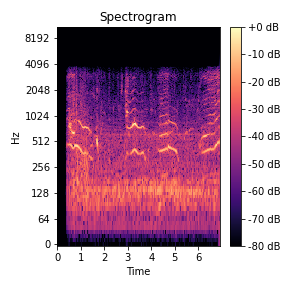 Spectrogram
8192
4096
2048
1024
512
256
128
64
0
Hz
0 1 2 3 4 5 6
Time
+0 dB
-10 dB
-20 dB
-30 dB
-40 dB
-50 dB
-60 dB
-70 dB
-80 dB